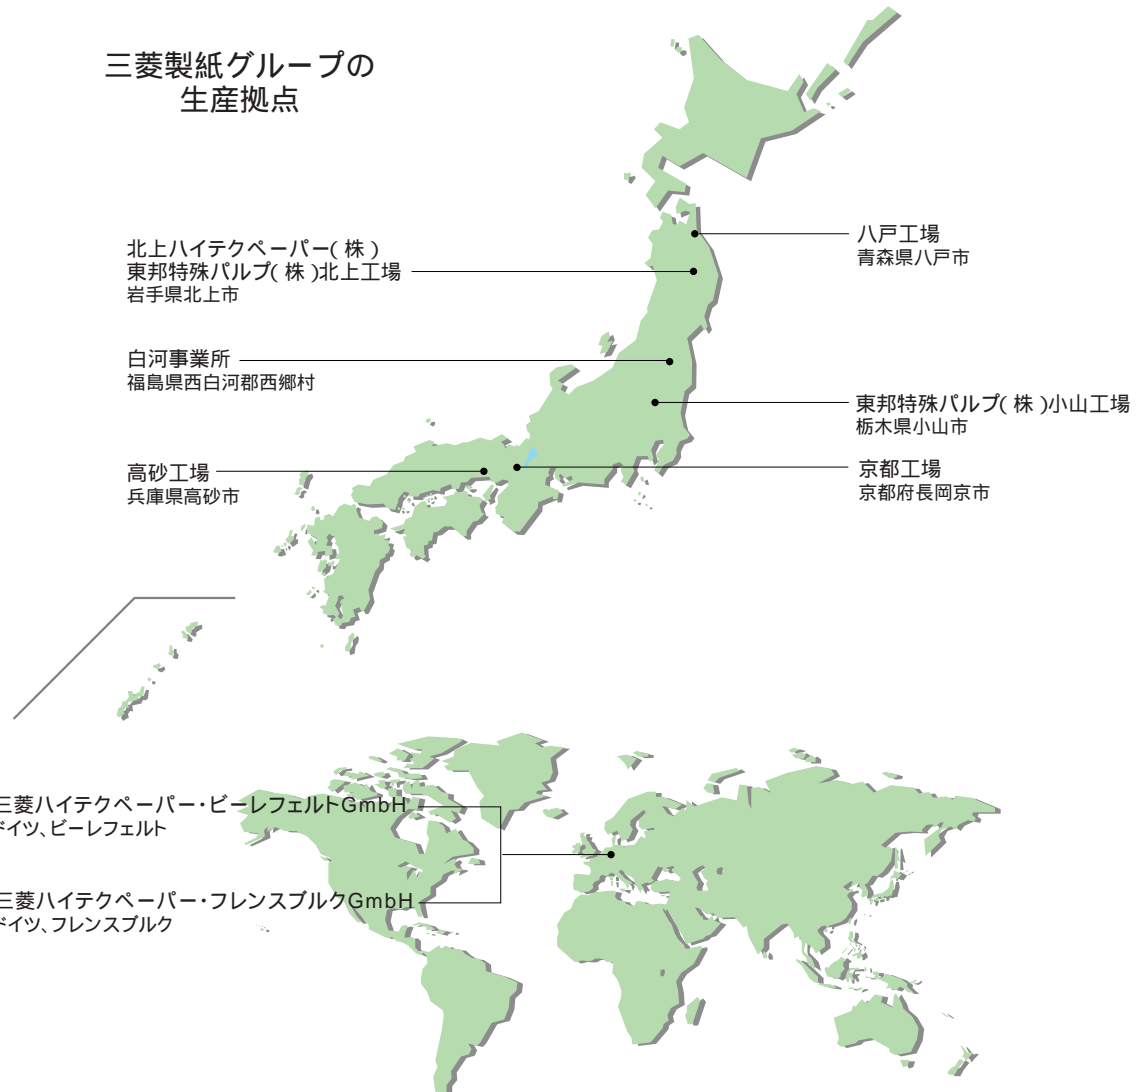 三菱製紙グループの
生産拠点
北上ハイテクペーパー(株)
東邦特殊パルプ(株)北上工場
岩手県北上市
白河事業所
福島県西白河郡西郷村
高砂工場
兵庫県高砂市
八戸工場
青森県八戸市
東邦特殊パルプ(株)小山工場
栃木県小山市
京都工場
京都府長岡京市
三菱ハイテクペーパー・ビーレフェルトGmbH
ドイツ、ビーレフェルト
三菱ハイテクペーパー・フレンスブルクGmbH
ドイツ、フレンスブルク